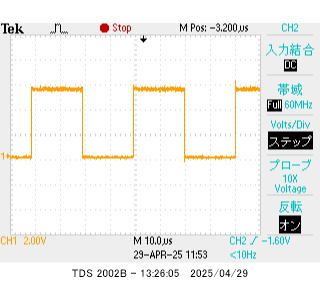 Tek Stop M Pos: -3.200µs CH2
入力結合
DC
帯域
Full 60MHz
Volts/Div
ステップ
プローブ
10X
Voltage
反転
オン
1
CH1 2.00V M 10.0µs CH2 -1.60V
29-APR-25 11:53 <10Hz
TDS 2002B - 13:26:05 2025/04/29